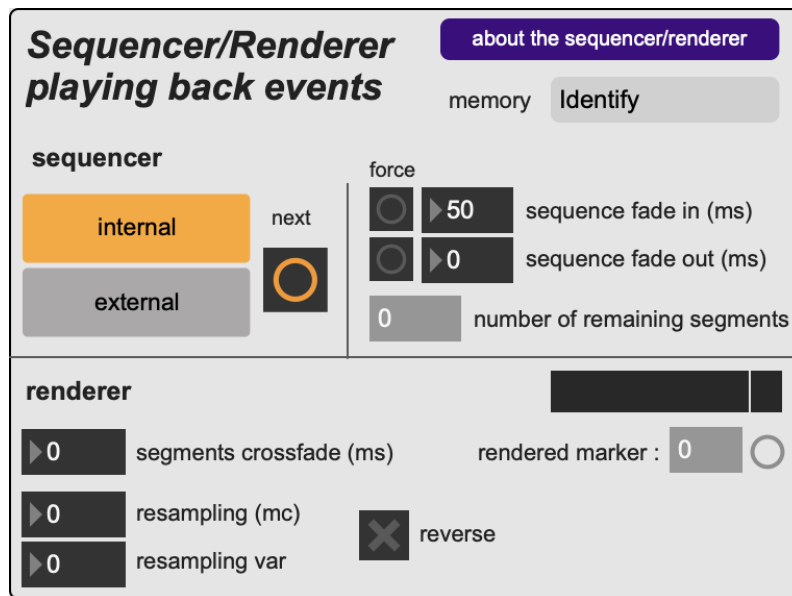 Sequencer/Renderer
playing back events
about the sequencer/renderer
memory Identify
sequencer
internal
external
next
force
50 sequence fade in (ms)
0 sequence fade out (ms)
0 number of remaining segments
renderer
0 segments crossfade (ms)
rendered marker : 0
0 resampling (mc)
0 resampling var
reverse